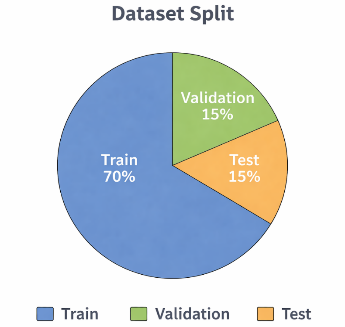 Dataset Split
Validation
15%
Train
70%
Test
15%
Train
Validation
Test